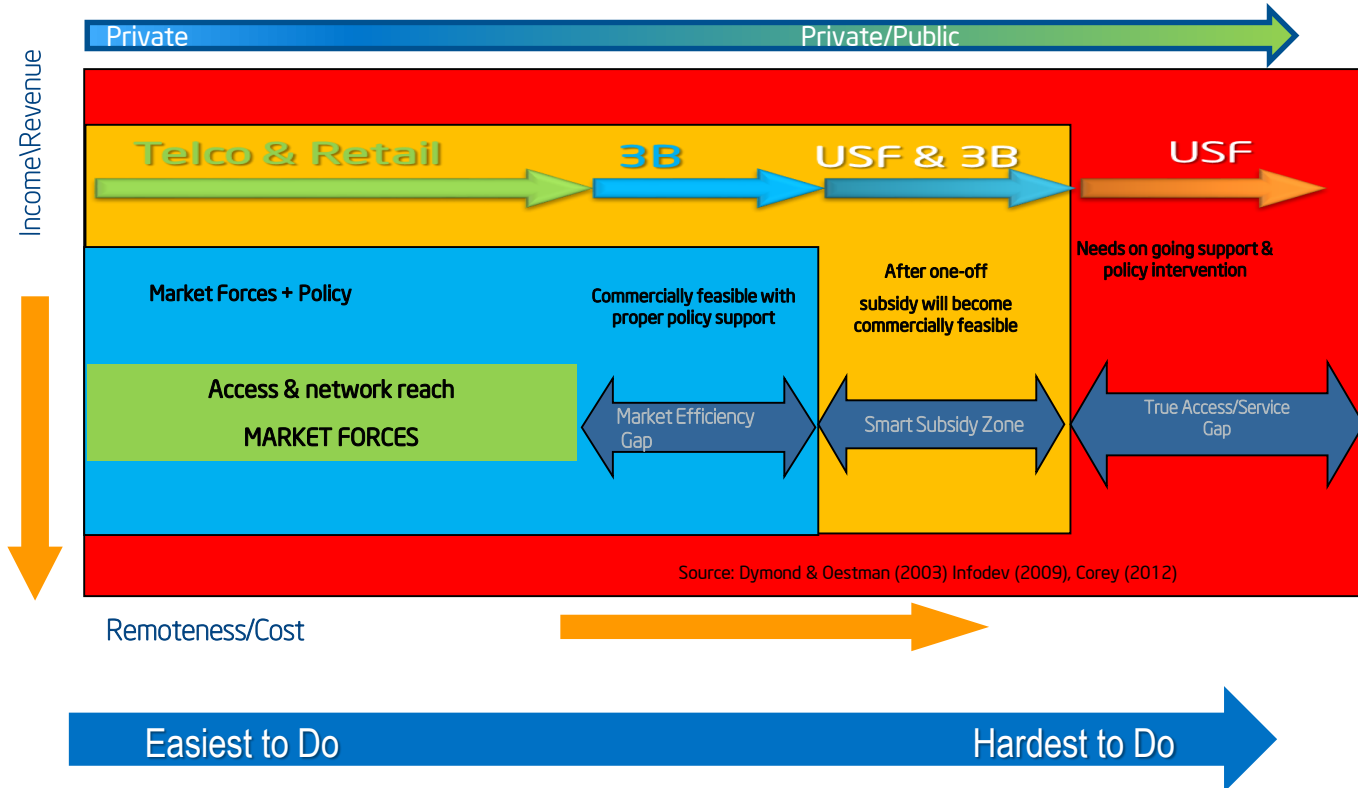 Private
Private/Public
Income\Revenue
Telco & Retail
3B
USF & 3B
USF
Needs on going support &
policy intervention
Market Forces + Policy
Commercially feasible with
proper policy support
After one-off
subsidy will become
commercially feasible
Access & network reach
MARKET FORCES
Market Efficiency
Gap
Smart Subsidy Zone
True Access/Service
Gap
Source: Dymond & Oestman (2003) Infodev (2009), Corey (2012)
Remoteness/Cost
Easiest to Do
Hardest to Do